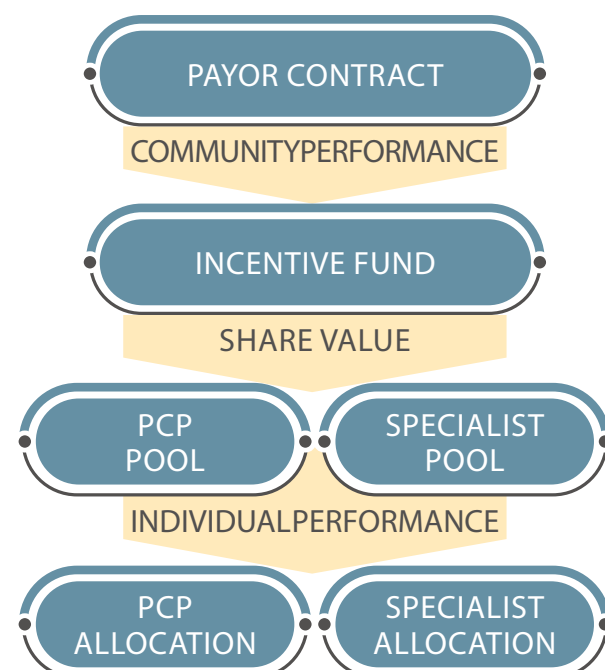 PAYOR CONTRACT
COMMUNITYPERFORMANCE
INCENTIVE FUND
SHARE VALUE
PCP
POOL
SPECIALIST
POOL
INDIVIDUALPERFORMANCE
PCP
ALLOCATION
SPECIALIST
ALLOCATION